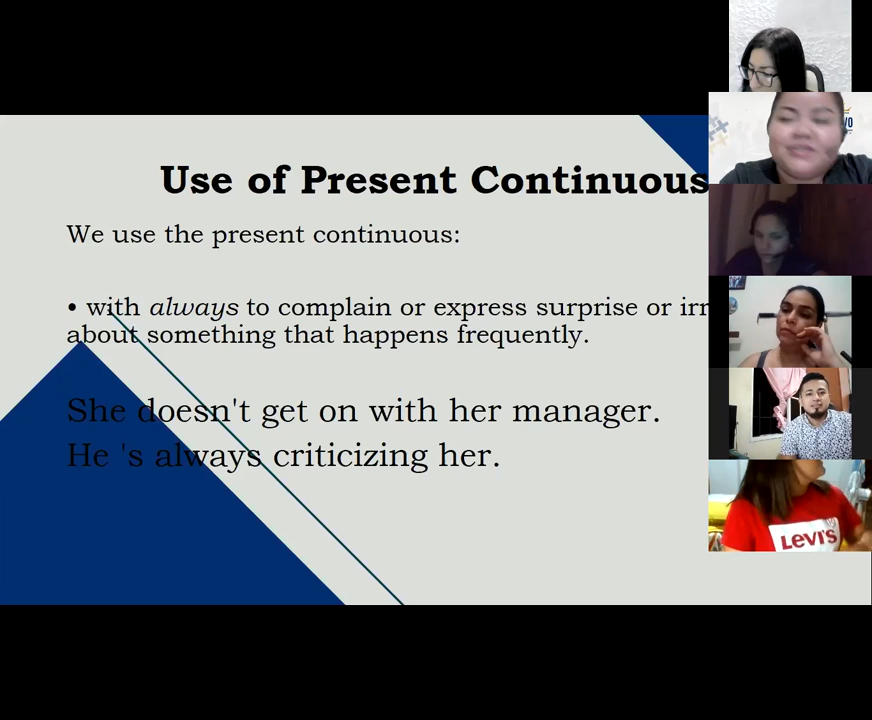 Use of Present Continuous
We use the present continuous:
• with always to complain or express surprise or irr
about something that happens frequently.
She doesn't get on with her manager.
He 's always criticizing her.
LEVI'S